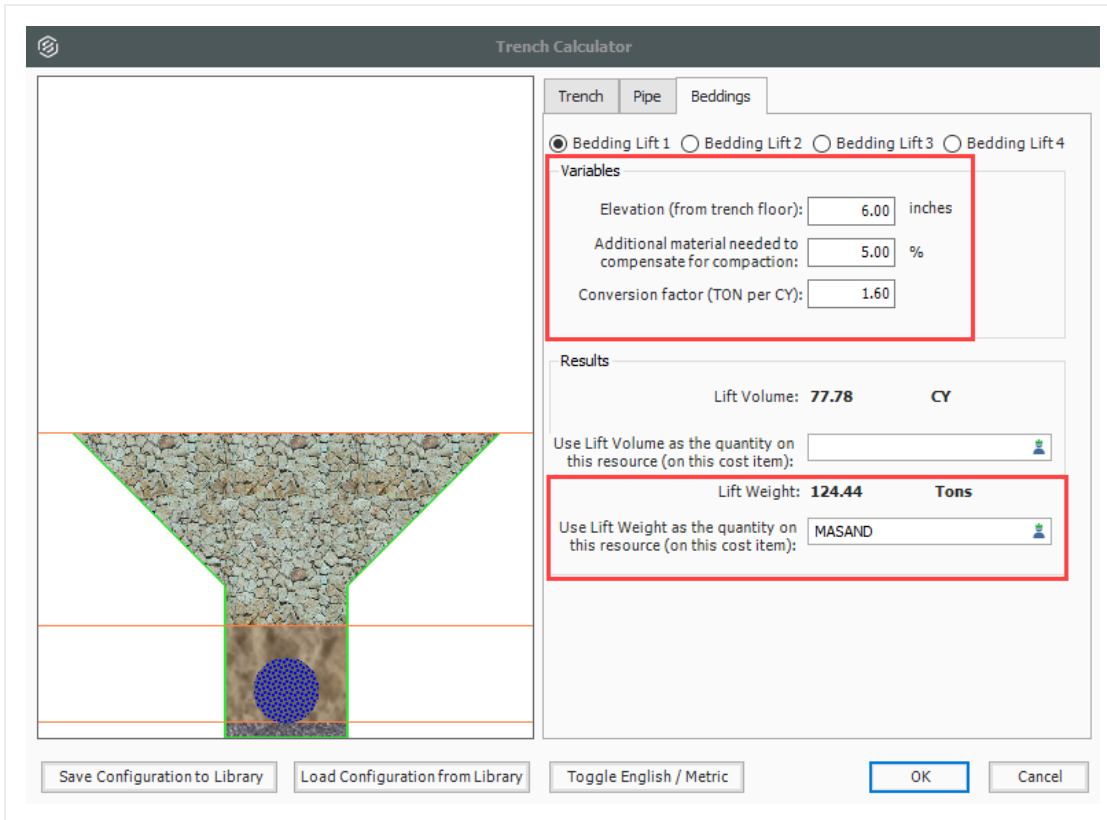 Trench Calculator
Trench Pipe Beddings
Bedding Lift 1 Bedding Lift 2 Bedding Lift 3 Bedding Lift 4
Variables
Elevation (from trench floor): 6.00 inches
Additional material needed to
compensate for compaction: 5.00 %
Conversion factor (TON per CY): 1.60
Results
Lift Volume: 77.78 CY
Use Lift Volume as the quantity on
this resource (on this cost item):
Lift Weight: 124.44 Tons
Use Lift Weight as the quantity on
this resource (on this cost item): MASAND
Save Configuration to Library Load Configuration from Library Toggle English / Metric OK Cancel